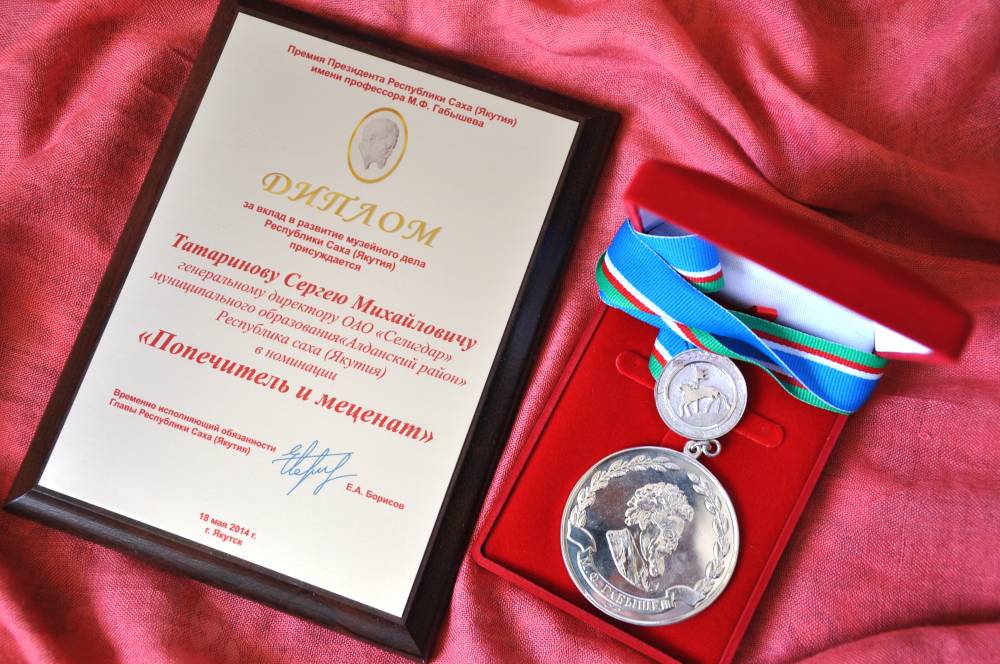 Премия Президента Республики Саха (Якутия)
имени профессора М.Ф. Габышева
ДИПЛОМ
за вклад в развитие музейного дела
Республики Саха (Якутия)
присуждается
Татаринову Сергею Михайловичу
генеральному директору ОАО «Селигдар»
муниципального образования«Алданский район»
Республика саха (Якутия)
в номинации
«Попечитель и меценат»
Временно исполняющий обязанности
Главы Республики Саха (Якутия)
Е.А. Борисов
18 мая 2014 г.
г. Якутск
М.Ф. ГАБЫШЕВ